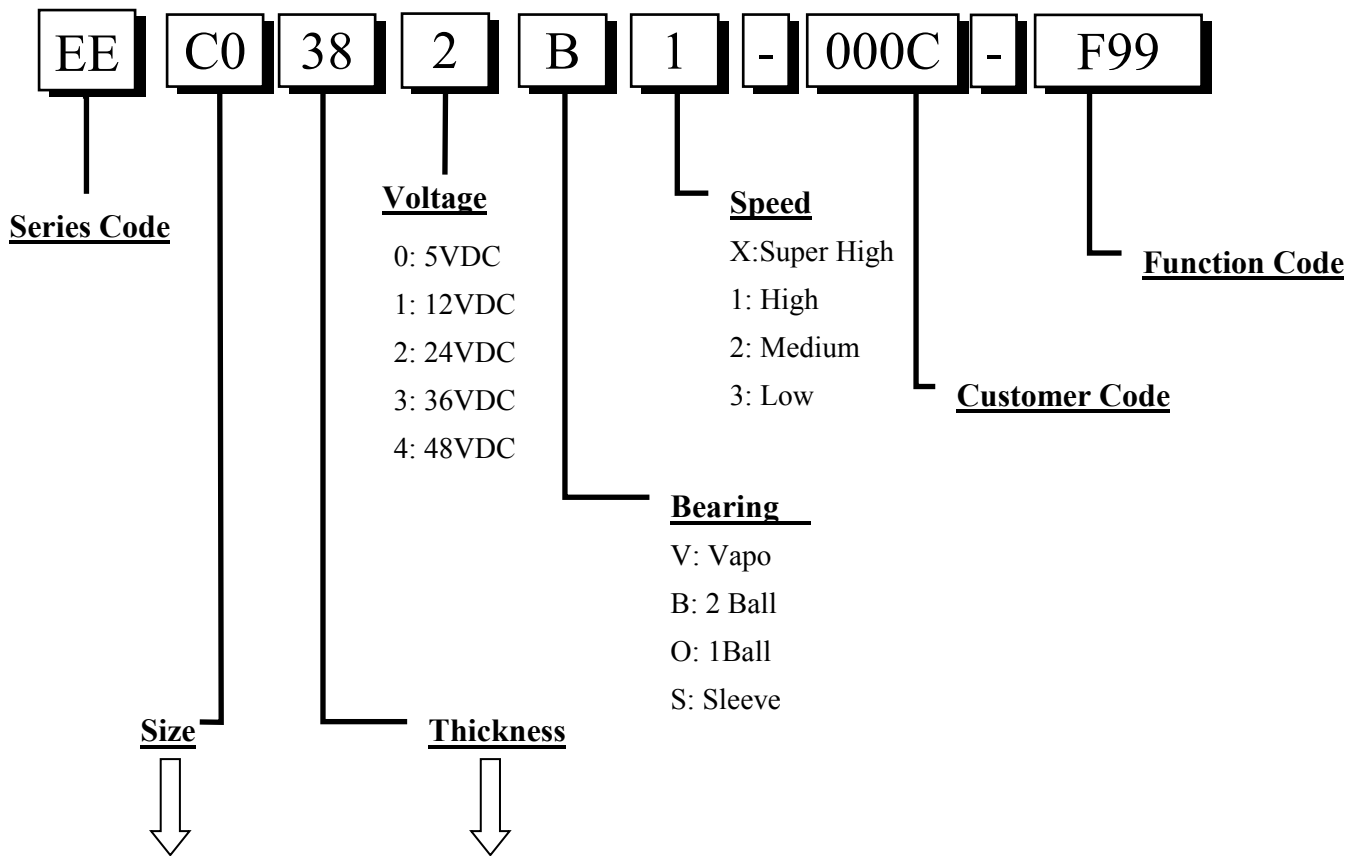 EE C0 38 2 B 1 - 000C - F99
Series Code
Voltage
0: 5VDC
1: 12VDC
2: 24VDC
3: 36VDC
4: 48VDC
Speed
X:Super High
1: High
2: Medium
3: Low
Function Code
Customer Code
Bearing
V: Vapo
B: 2 Ball
O: 1Ball
S: Sleeve
Size
Thickness